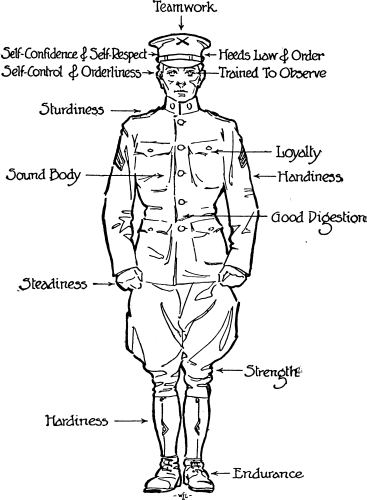 Teamwork
Self-Confidence & Self-Respect
Heeds Law & Order
Self-Control & Orderliness
Trained To Observe
Sturdiness
Loyalty
Sound Body
Handiness
Good Digestion
Steadiness
Strength
Hardiness
Endurance
-WJL-